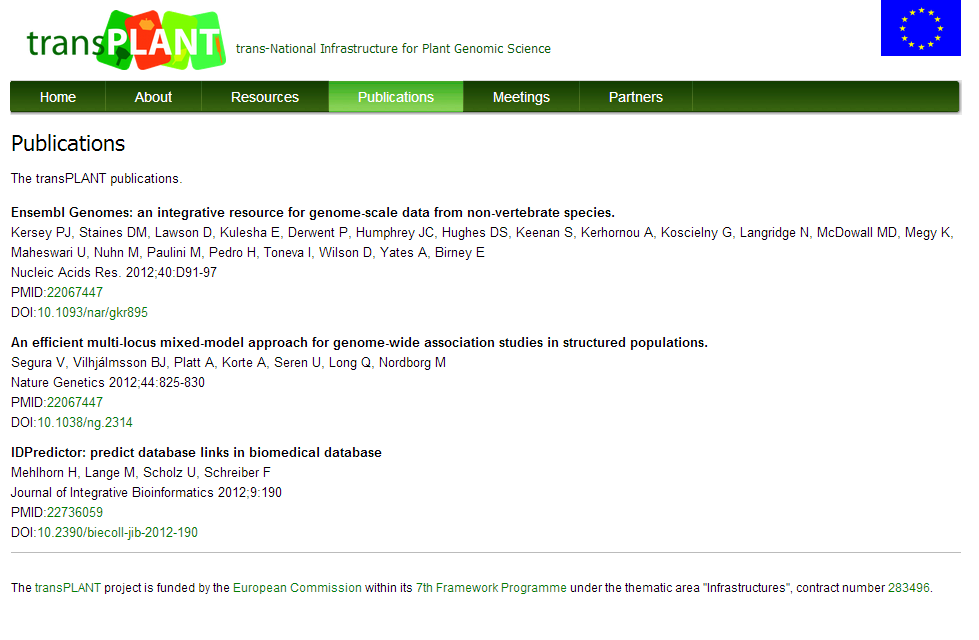 transPLANT trans-National Infrastructure for Plant Genomic Science
Home About Resources Publications Meetings Partners
Publications
The transPLANT publications.
Ensembl Genomes: an integrative resource for genome-scale data from non-vertebrate species.
Kersey PJ, Staines DM, Lawson D, Kulesha E, Derwent P, Humphrey JC, Hughes DS, Keenan S, Kerhornou A, Koscielny G, Langridge N, McDowall MD, Megy K,
Maheswari U, Nuhn M, Paulini M, Pedro H, Toneva I, Wilson D, Yates A, Birney E
Nucleic Acids Res. 2012;40:D91-97
PMID:22067447
DOI:10.1093/nar/gkr895
An efficient multi-locus mixed-model approach for genome-wide association studies in structured populations.
Segura V, Vilhjálmsson BJ, Platt A, Korte A, Seren U, Long Q, Nordborg M
Nature Genetics 2012;44:825-830
PMID:22067447
DOI:10.1038/ng.2314
IDPredictor: predict database links in biomedical database
Mehlhorn H, Lange M, Scholz U, Schreiber F
Journal of Integrative Bioinformatics 2012;9:190
PMID:22736059
DOI:10.2390/biecoll-jib-2012-190
The transPLANT project is funded by the European Commission within its 7th Framework Programme under the thematic area "Infrastructures", contract number 283496.